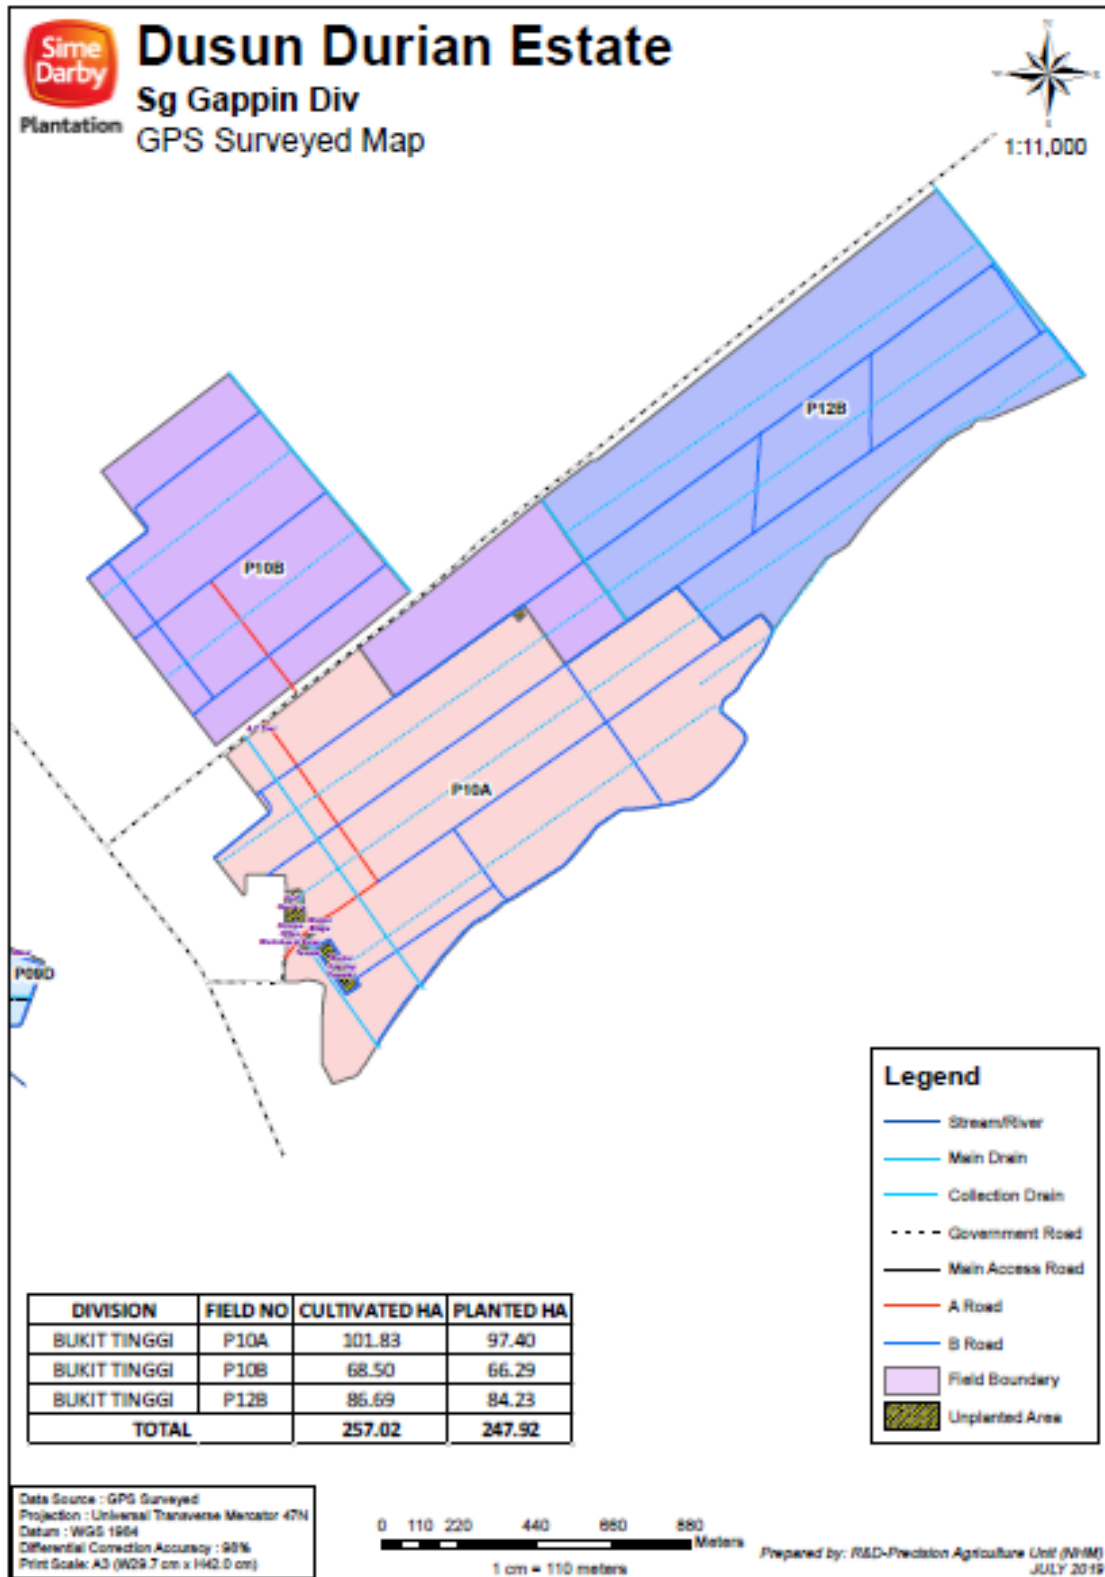 Sime
Darby
Plantation
Dusun Durian Estate
Sg Gappin Div
GPS Surveyed Map
N
1:11,000
P12B
P10B
P10A
P09D
Legend
Stream/River
Main Drain
Collection Drain
Government Road
Main Access Road
A Road
B Road
Field Boundary
Unplanted Area
DIVISION FIELD NO CULTIVATED HA PLANTED HA
BUKIT TINGGI P10A 101.83 97.40
BUKIT TINGGI P10B 68.50 66.29
BUKIT TINGGI P12B 86.69 84.23
TOTAL 257.02 247.92
Data Source : GPS Surveyed
Projection : Universal Transverse Mercator 47N
Datum : WGS 1984
Differential Correction Accuracy : 98%
Print Scale: A3 (W29.7 cm x H42.0 cm)
0 110 220 440 660 880
Meters
1 cm = 110 meters
Prepared by: R&D-Precision Agriculture Unit (NHM)
JULY 2019